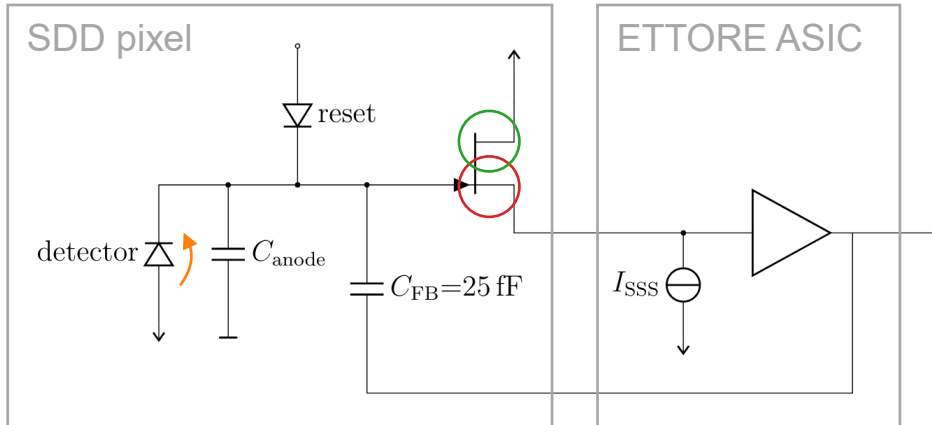 SDD pixel
ETTORE ASIC
reset
detector
C_anode
C_FB=25 fF
I_SSS